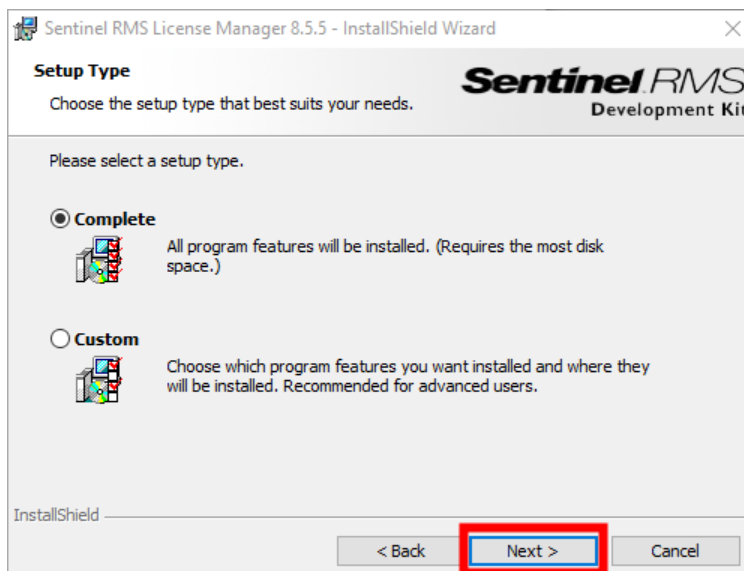 Sentinel RMS License Manager 8.5.5 - InstallShield Wizard
Setup Type
Choose the setup type that best suits your needs.
Sentinel.RMS
Development Kit
Please select a setup type.
Complete
All program features will be installed. (Requires the most disk
space.)
Custom
Choose which program features you want installed and where they
will be installed. Recommended for advanced users.
InstallShield
< Back
Next >
Cancel